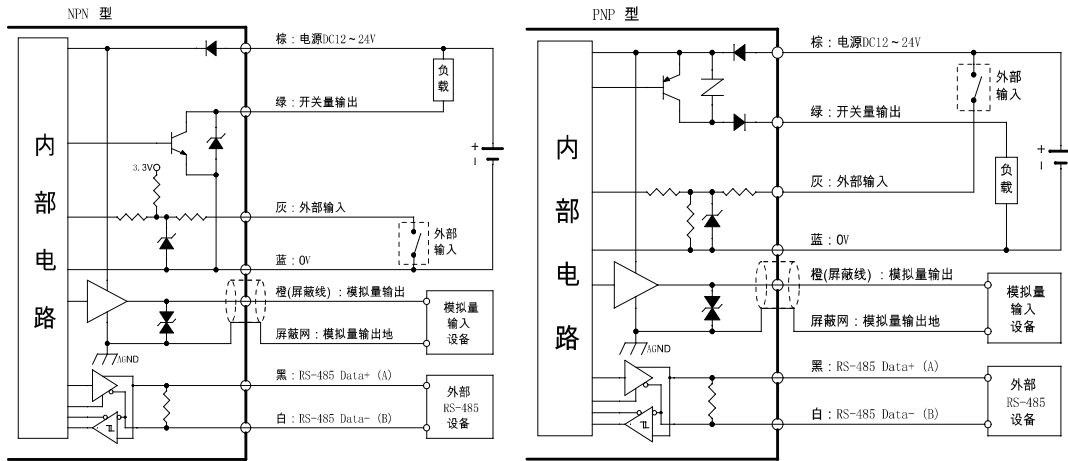 NPN 型
棕：电源DC12～24V
负载
绿：开关量输出
内部电路
3.3V
+
-
灰：外部输入
外部
输入
蓝：0V
橙(屏蔽线)：模拟量输出
模拟量
输入
设备
屏蔽网：模拟量输出地
AGND
黑：RS-485 Data+ (A)
外部
RS-485
设备
白：RS-485 Data- (B)
PNP 型
棕：电源DC12～24V
外部
输入
绿：开关量输出
内部电路
+
-
灰：外部输入
负载
蓝：0V
橙(屏蔽线)：模拟量输出
模拟量
输入
设备
屏蔽网：模拟量输出地
AGND
黑：RS-485 Data+ (A)
外部
RS-485
设备
白：RS-485 Data- (B)